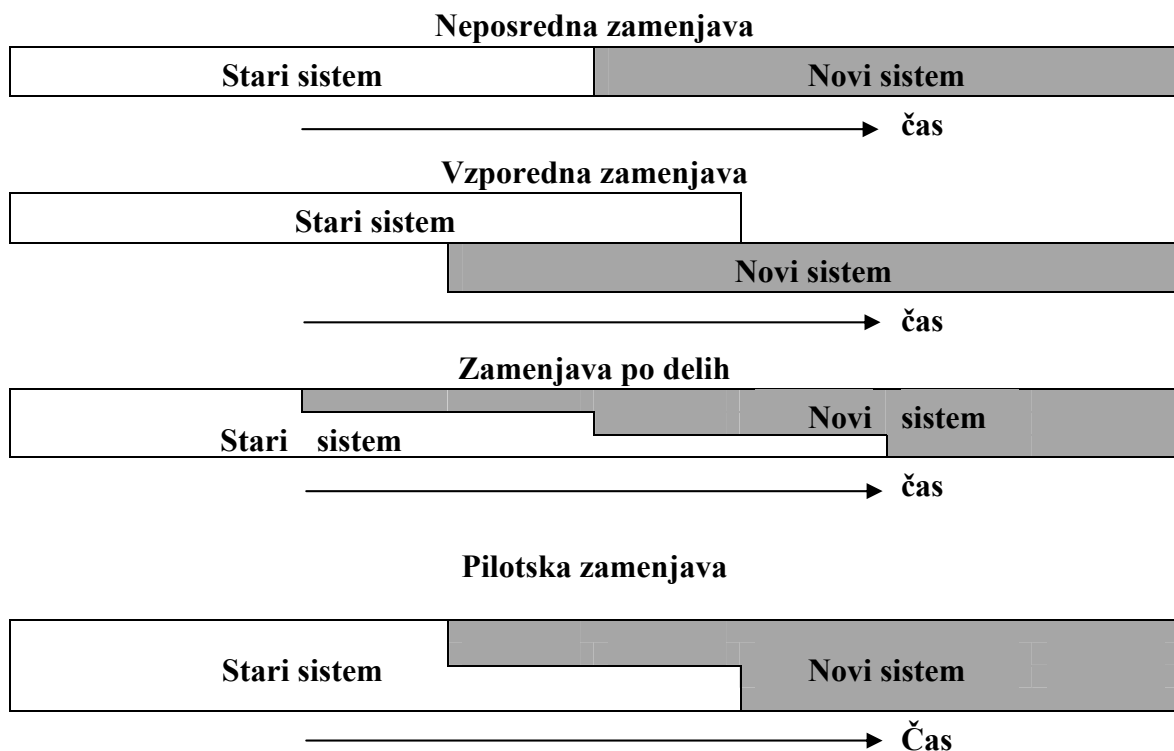 Neposredna zamenjava
Stari sistem Novi sistem
čas
Vzporedna zamenjava
Stari sistem
Novi sistem
čas
Zamenjava po delih
Novi sistem
Stari sistem
čas
Pilotska zamenjava
Stari sistem Novi sistem
Čas